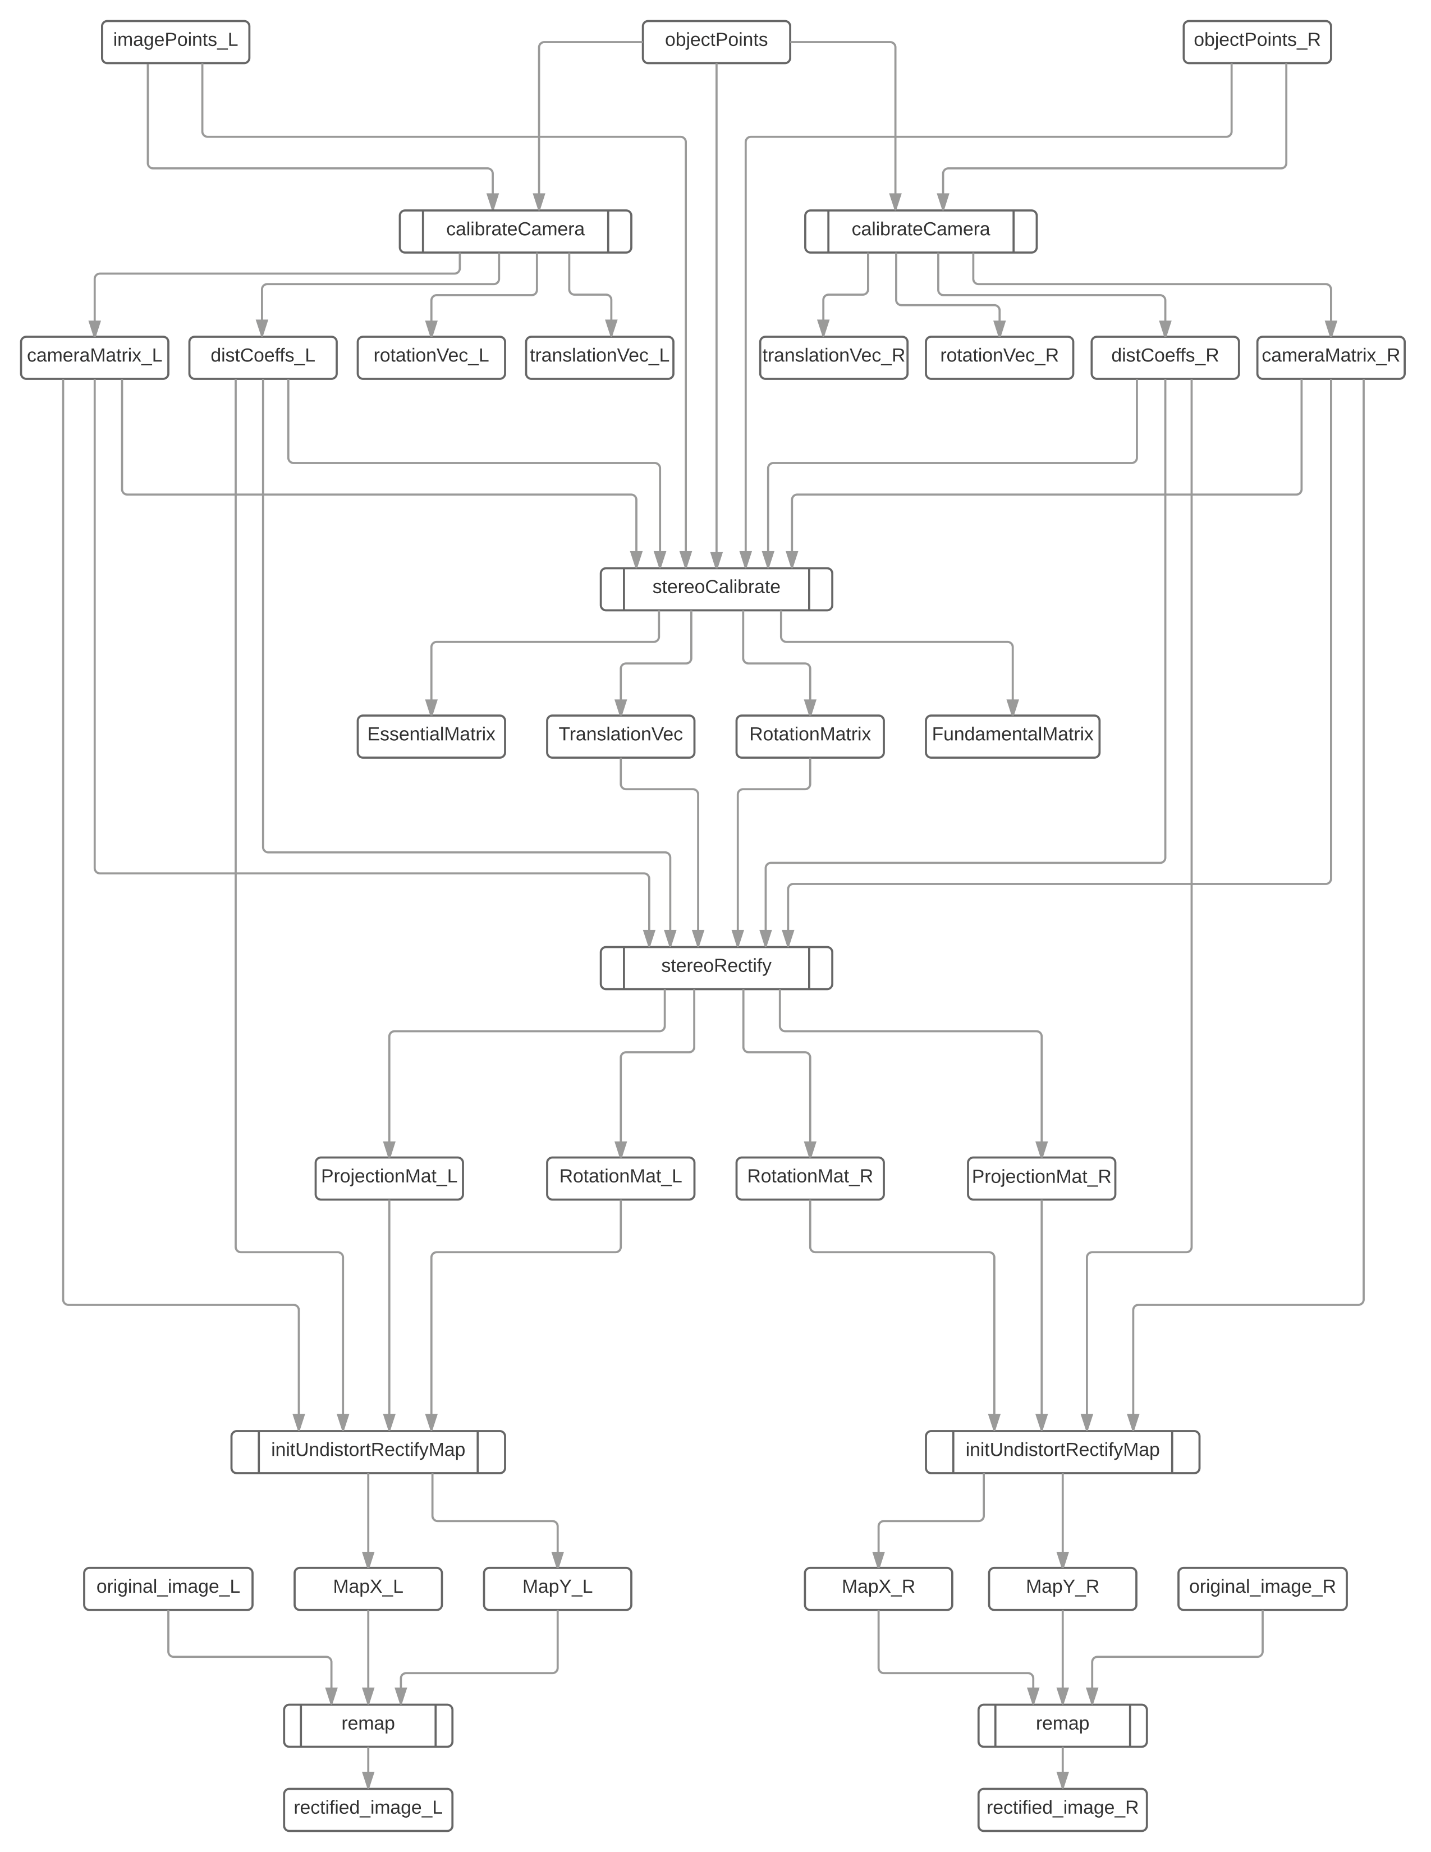 imagePoints_L
objectPoints
objectPoints_R
calibrateCamera
calibrateCamera
cameraMatrix_L
distCoeffs_L
rotationVec_L
translationVec_L
translationVec_R
rotationVec_R
distCoeffs_R
cameraMatrix_R
stereoCalibrate
EssentialMatrix
TranslationVec
RotationMatrix
FundamentalMatrix
stereoRectify
ProjectionMat_L
RotationMat_L
RotationMat_R
ProjectionMat_R
initUndistortRectifyMap
initUndistortRectifyMap
original_image_L
MapX_L
MapY_L
MapX_R
MapY_R
original_image_R
remap
remap
rectified_image_L
rectified_image_R